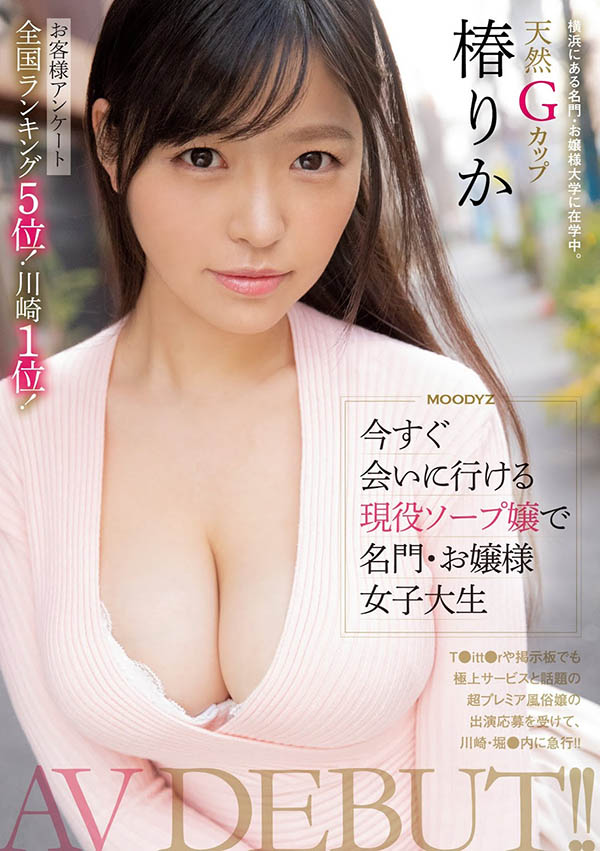 横浜にある名門・お嬢様大学に在学中。
天然Gカップ
椿りか
お客様アンケート
全国ランキング5位!川崎1位!
MOODYZ
今すぐ
会いに行ける
現役ソープ嬢で
名門・お嬢様
女子大生
T●itt●rや掲示板でも
極上サービスと話題の
超プレミア風俗嬢の
出演応募を受けて、
川崎・堀●内に急行!!
AV DEBUT!!